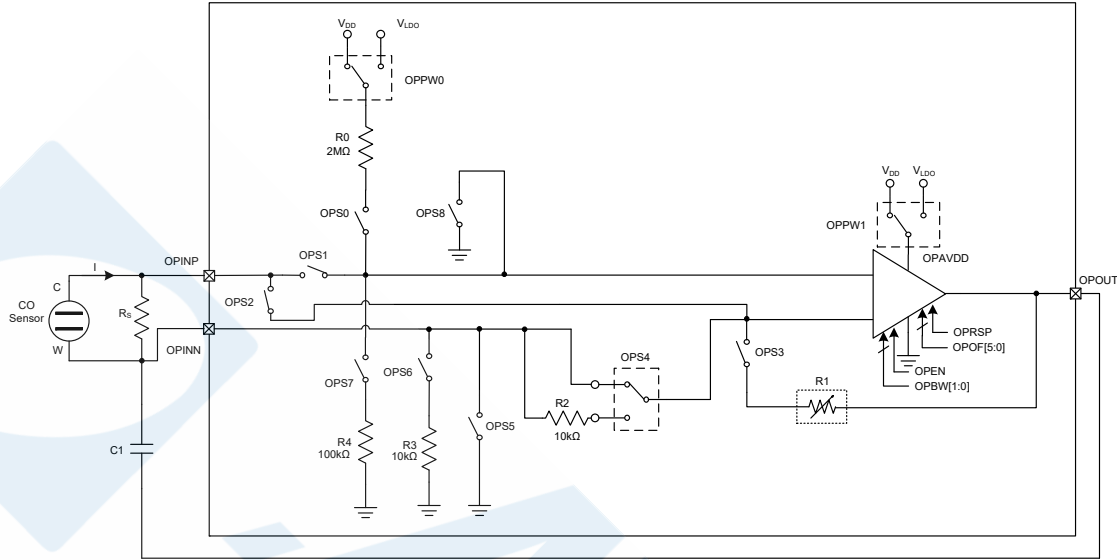 VDD
VLDO
OPPW0
R0
2MΩ
OPS0
OPS8
VDD
VLDO
OPPW1
OPAVDD
OPINP
OPS1
OPOUT
I
C
CO
Sensor
RS
OPS2
W
OPINN
OPRSP
OPOF[5:0]
OPEN
OPBW[1:0]
OPS3
OPS4
OPS7
OPS6
R1
R2
10kΩ
OPS5
C1
R4
100kΩ
R3
10kΩ